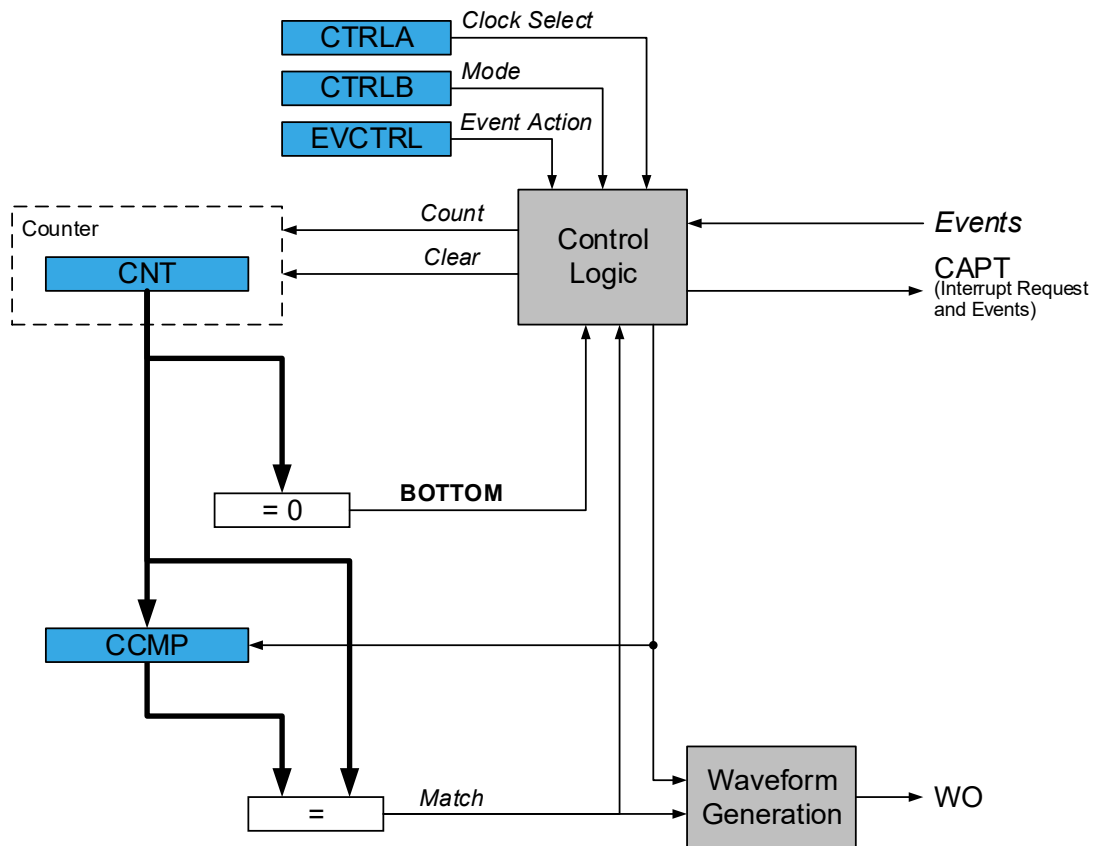 CTRLA
Clock Select
CTRLB
Mode
EVCTRL
Event Action
Counter
CNT
Count
Clear
Control
Logic
Events
CAPT
(Interrupt Request
and Events)
= 0
BOTTOM
CCMP
=
Match
Waveform
Generation
WO